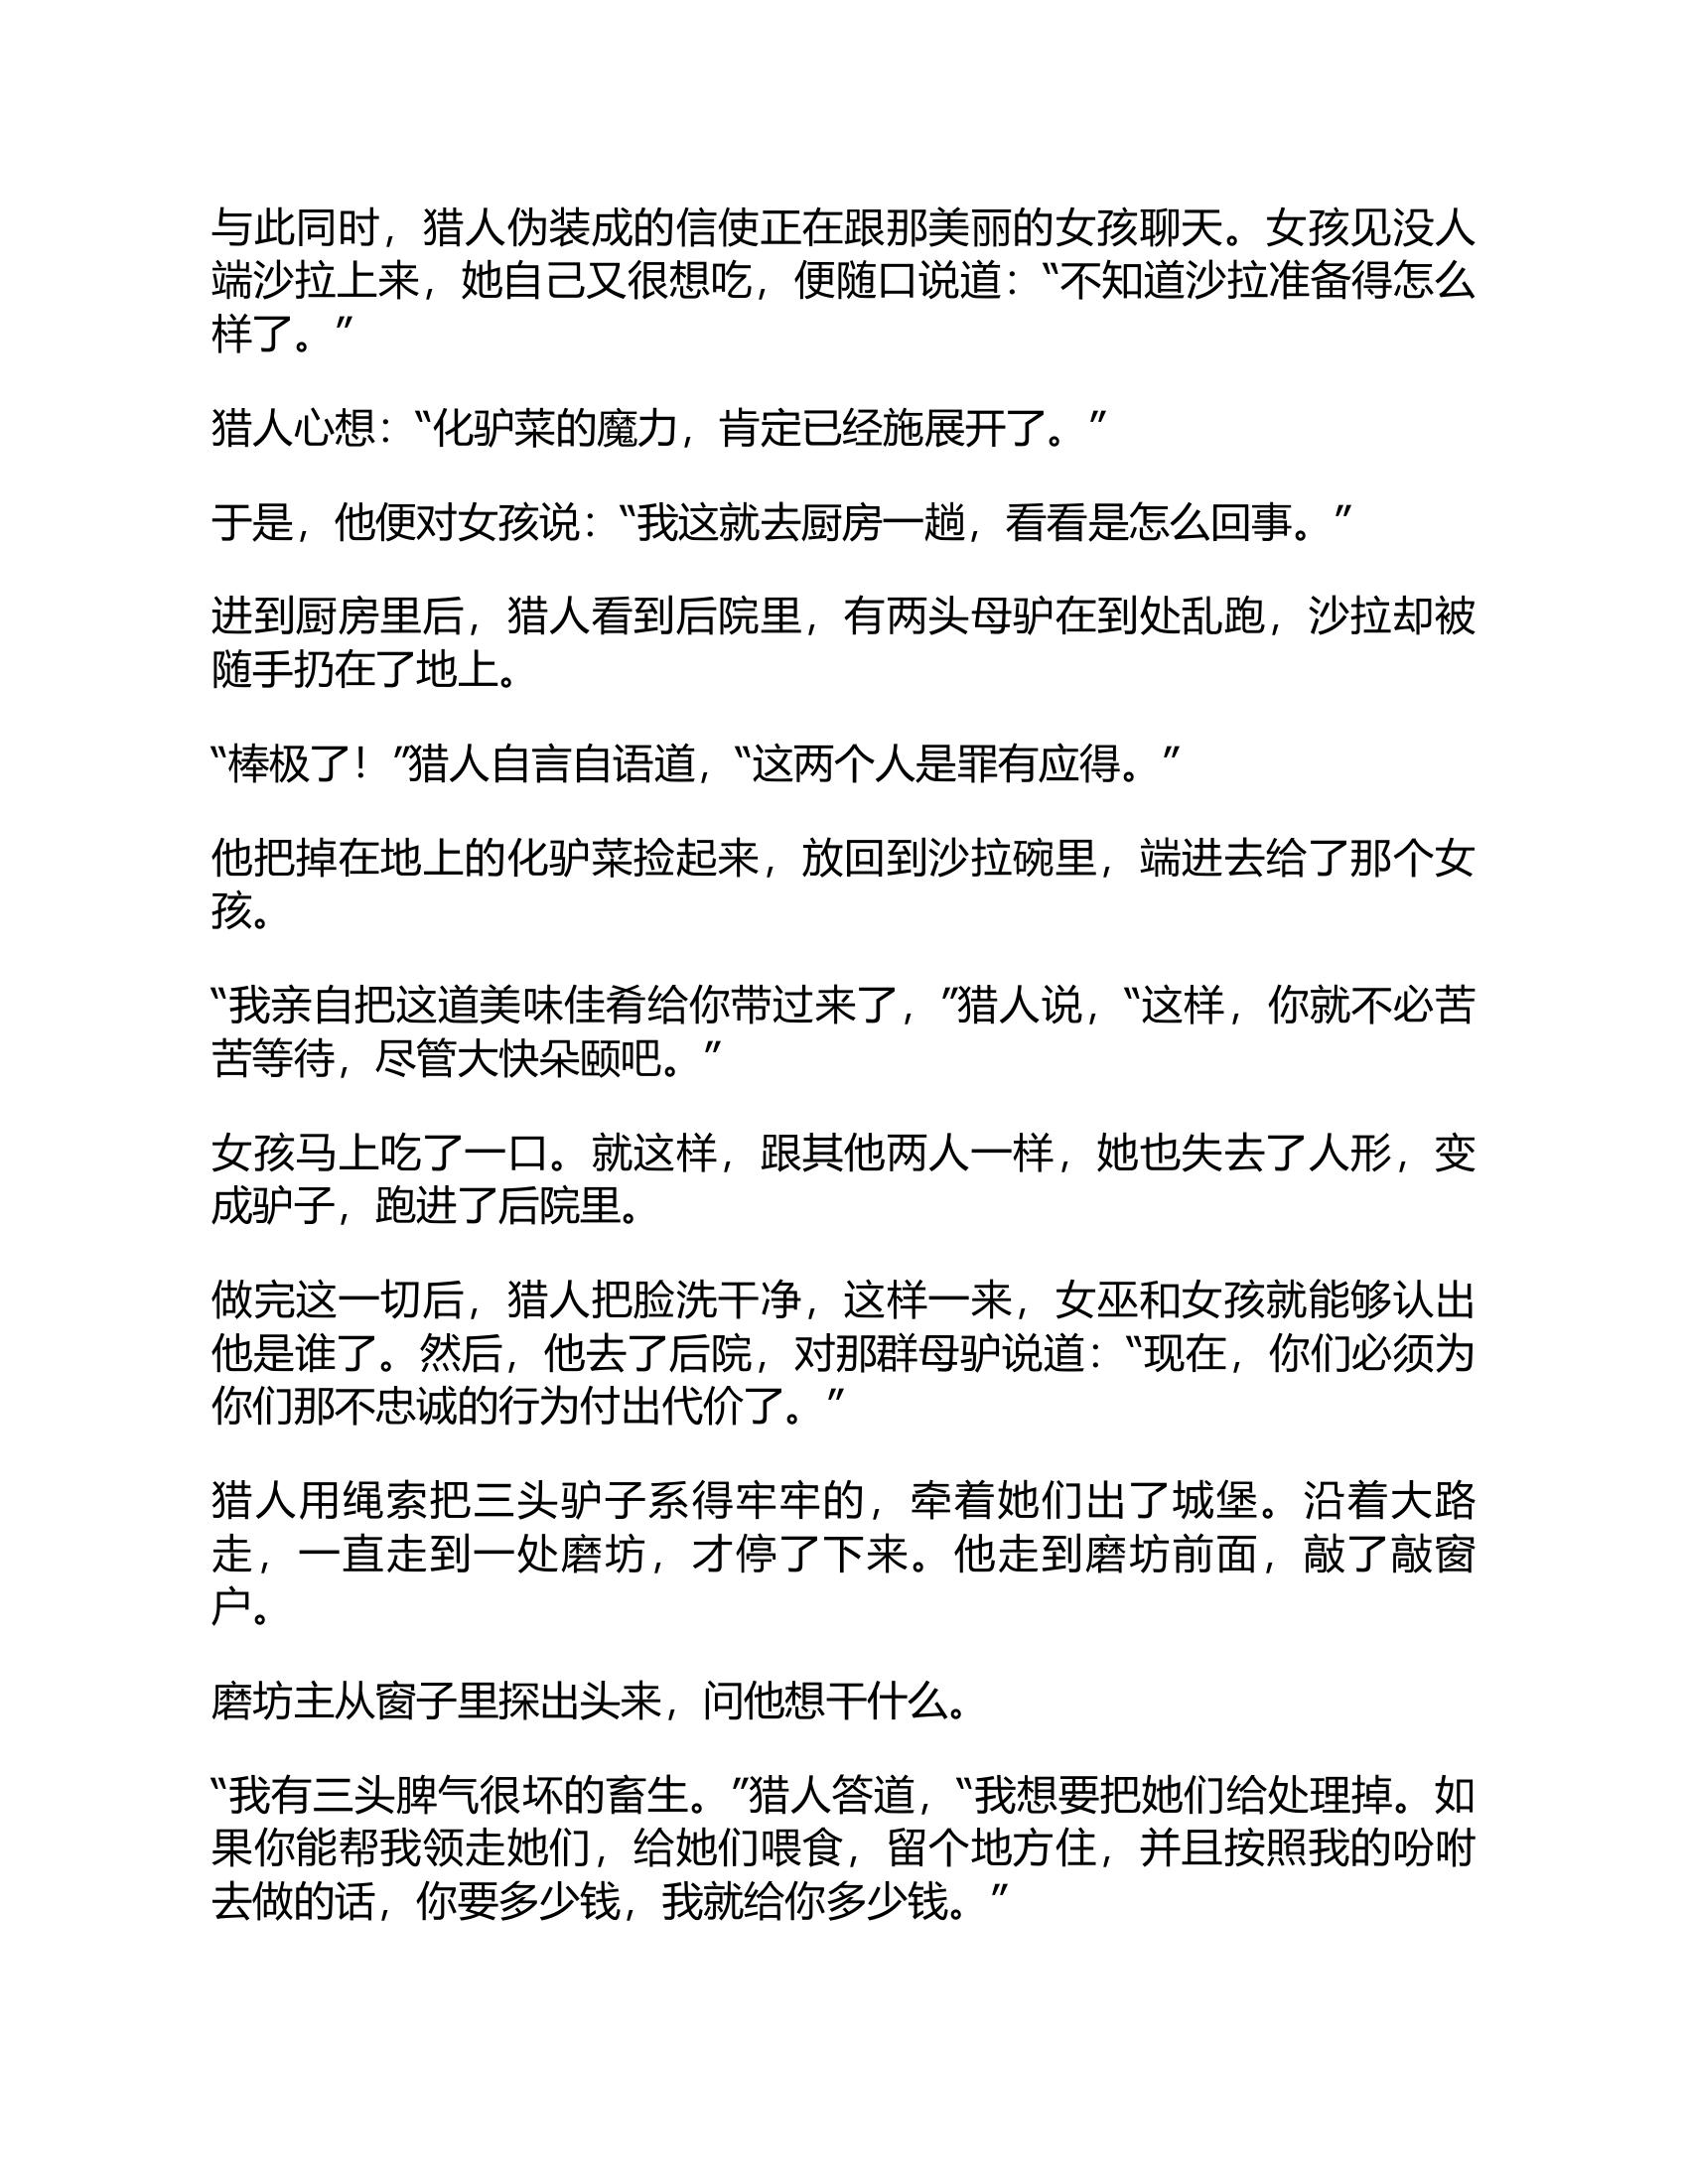 与此同时，猎人伪装成的信使正在跟那美丽的女孩聊天。女孩见没人
端沙拉上来，她自己又很想吃，便随口说道：“不知道沙拉准备得怎么
样了。”
猎人心想：“化驴菜的魔力，肯定已经施展开了。”
于是，他便对女孩说：“我这就去厨房一趟，看看是怎么回事。”
进到厨房里后，猎人看到后院里，有两头母驴在到处乱跑，沙拉却被
随手扔在了地上。
“棒极了！”猎人自言自语道，“这两个人是罪有应得。”
他把掉在地上的化驴菜捡起来，放回到沙拉碗里，端进去给了那个女
孩。
“我亲自把这道美味佳肴给你带过来了，”猎人说，“这样，你就不必苦
苦等待，尽管大快朵颐吧。”
女孩马上吃了一口。就这样，跟其他两人一样，她也失去了人形，变
成驴子，跑进了后院里。
做完这一切后，猎人把脸洗干净，这样一来，女巫和女孩就能够认出
他是谁了。然后，他去了后院，对那群母驴说道：“现在，你们必须为
你们那不忠诚的行为付出代价了。”
猎人用绳索把三头驴子系得牢牢的，牵着她们出了城堡。沿着大路
走，一直走到一处磨坊，才停了下来。他走到磨坊前面，敲了敲窗
户。
磨坊主从窗子里探出头来，问他想干什么。
“我有三头脾气很坏的畜生。”猎人答道，“我想要把她们给处理掉。如
果你能帮我领走她们，给她们喂食，留个地方住，并且按照我的吩咐
去做的话，你要多少钱，我就给你多少钱。”